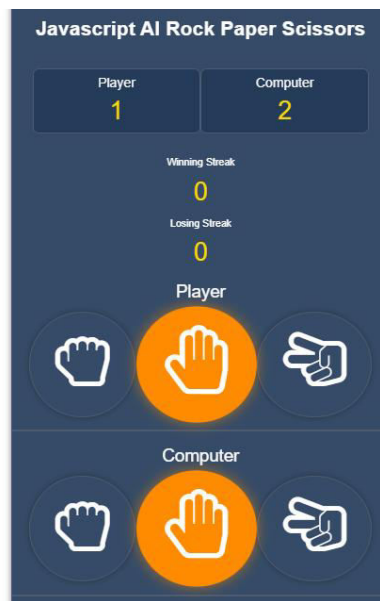 Javascript AI Rock Paper Scissors
Player Computer
1 2
Winning Streak
0
Losing Streak
0
Player
Computer